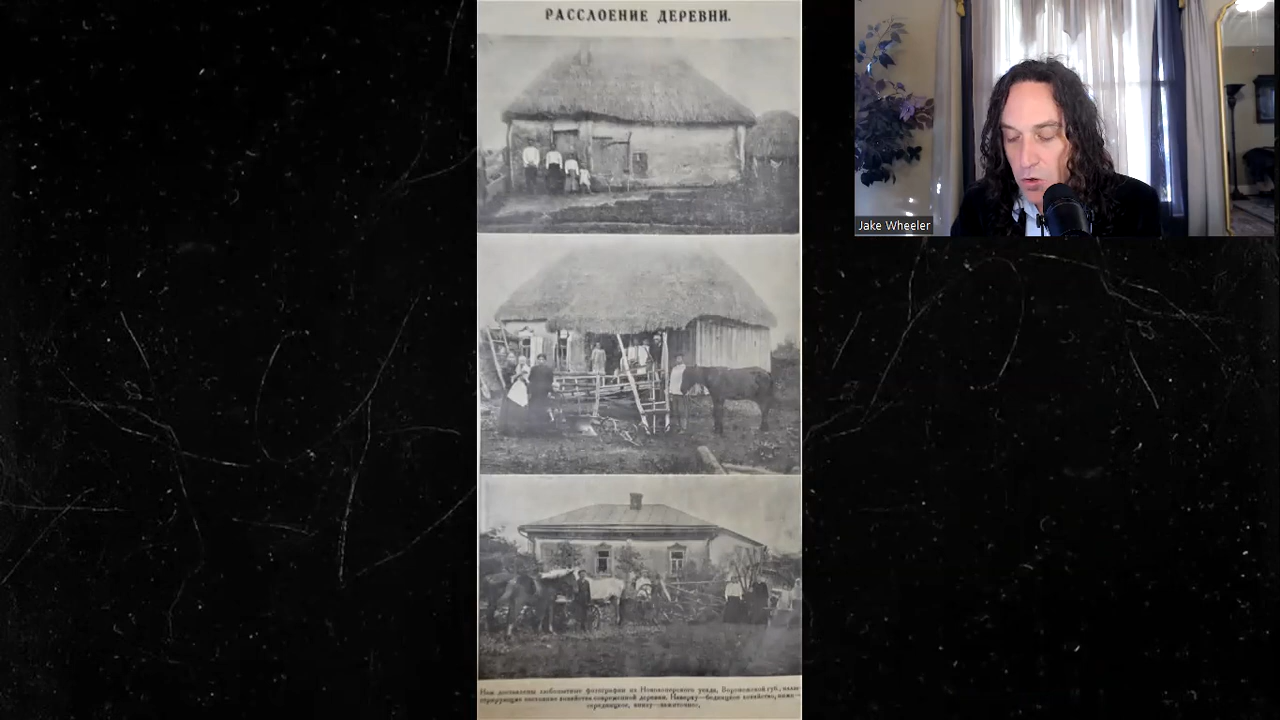 РАССЛОЕНИЕ ДЕРЕВНИ.
Jake Wheeler
Нам доставлены любопытные фотографии из Новохоперского уезда, Воронежской губ., иллю-
стрирующие состояние хозяйства современной деревни. Наверху—бедняцкое хозяйство, ниже—
середняцкое, внизу—зажиточное.